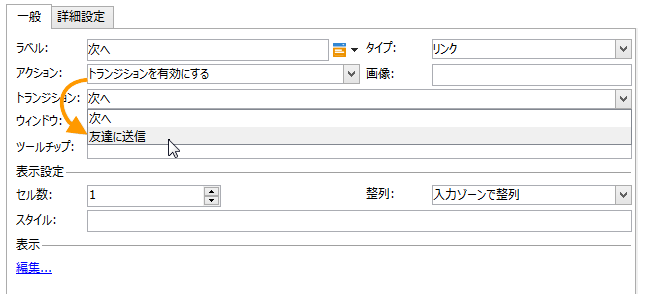 一般 詳細設定
ラベル: 次へ タイプ: リンク
アクション: トランジションを有効にする 画像:
トランジション: 次へ
ウィンドウ: 次へ
友達に送信
ツールチップ:
表示設定
セル数: 1 整列: 入力ゾーンで整列
スタイル:
表示
編集...